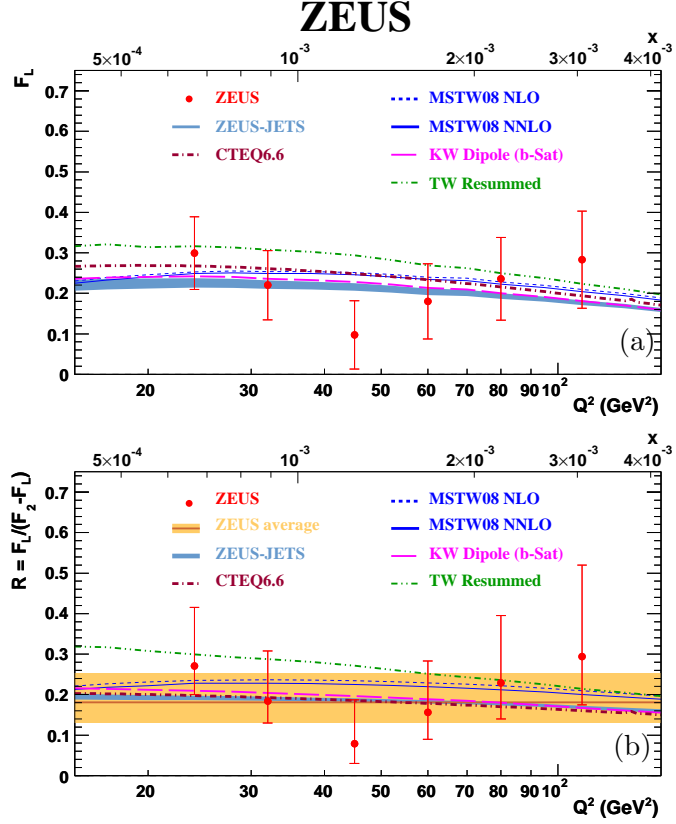 ZEUS
5×10⁻⁴ 10⁻³ 2×10⁻³ 3×10⁻³ x 4×10⁻³
F_L
0.7
0.6
0.5
0.4
0.3
0.2
0.1
0
ZEUS
ZEUS-JETS
CTEQ6.6
MSTW08 NLO
MSTW08 NNLO
KW Dipole (b-Sat)
TW Resummed
(a)
20 30 40 50 60 70 80 90 10²
Q² (GeV²)
5×10⁻⁴ 10⁻³ 2×10⁻³ 3×10⁻³ x 4×10⁻³
R = F_L/(F_2-F_L)
0.7
0.6
0.5
0.4
0.3
0.2
0.1
0
ZEUS
ZEUS average
ZEUS-JETS
CTEQ6.6
MSTW08 NLO
MSTW08 NNLO
KW Dipole (b-Sat)
TW Resummed
(b)
20 30 40 50 60 70 80 90 10²
Q² (GeV²)